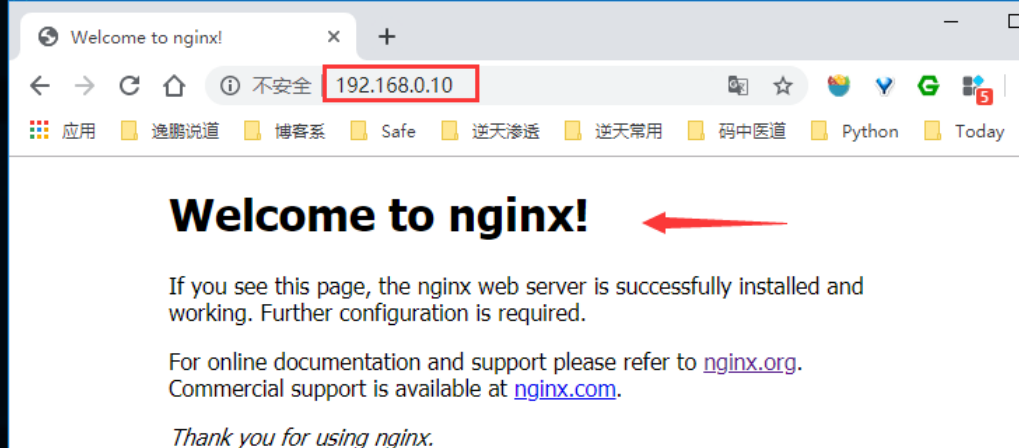 Welcome to nginx!
不安全 192.168.0.10
5
应用 逸鹏说道 博客系 Safe 逆天渗透 逆天常用 码中医道 Python Today
Welcome to nginx!
If you see this page, the nginx web server is successfully installed and
working. Further configuration is required.
For online documentation and support please refer to nginx.org.
Commercial support is available at nginx.com.
Thank you for using nginx.